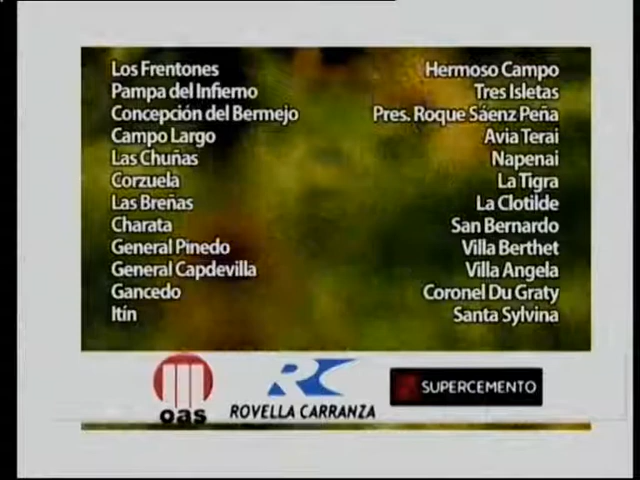 Los Frentones
Pampa del Infierno
Concepción del Bermejo
Campo Largo
Las Chuñas
Corzuela
Las Breñas
Charata
General Pinedo
General Capdevilla
Gancedo
Itín
Hermoso Campo
Tres Isletas
Pres. Roque Sáenz Peña
Avia Terai
Napenai
La Tigra
La Clotilde
San Bernardo
Villa Berthet
Villa Angela
Coronel Du Graty
Santa Sylvina
oas
ROVELLA CARRANZA
SUPERCEMENTO